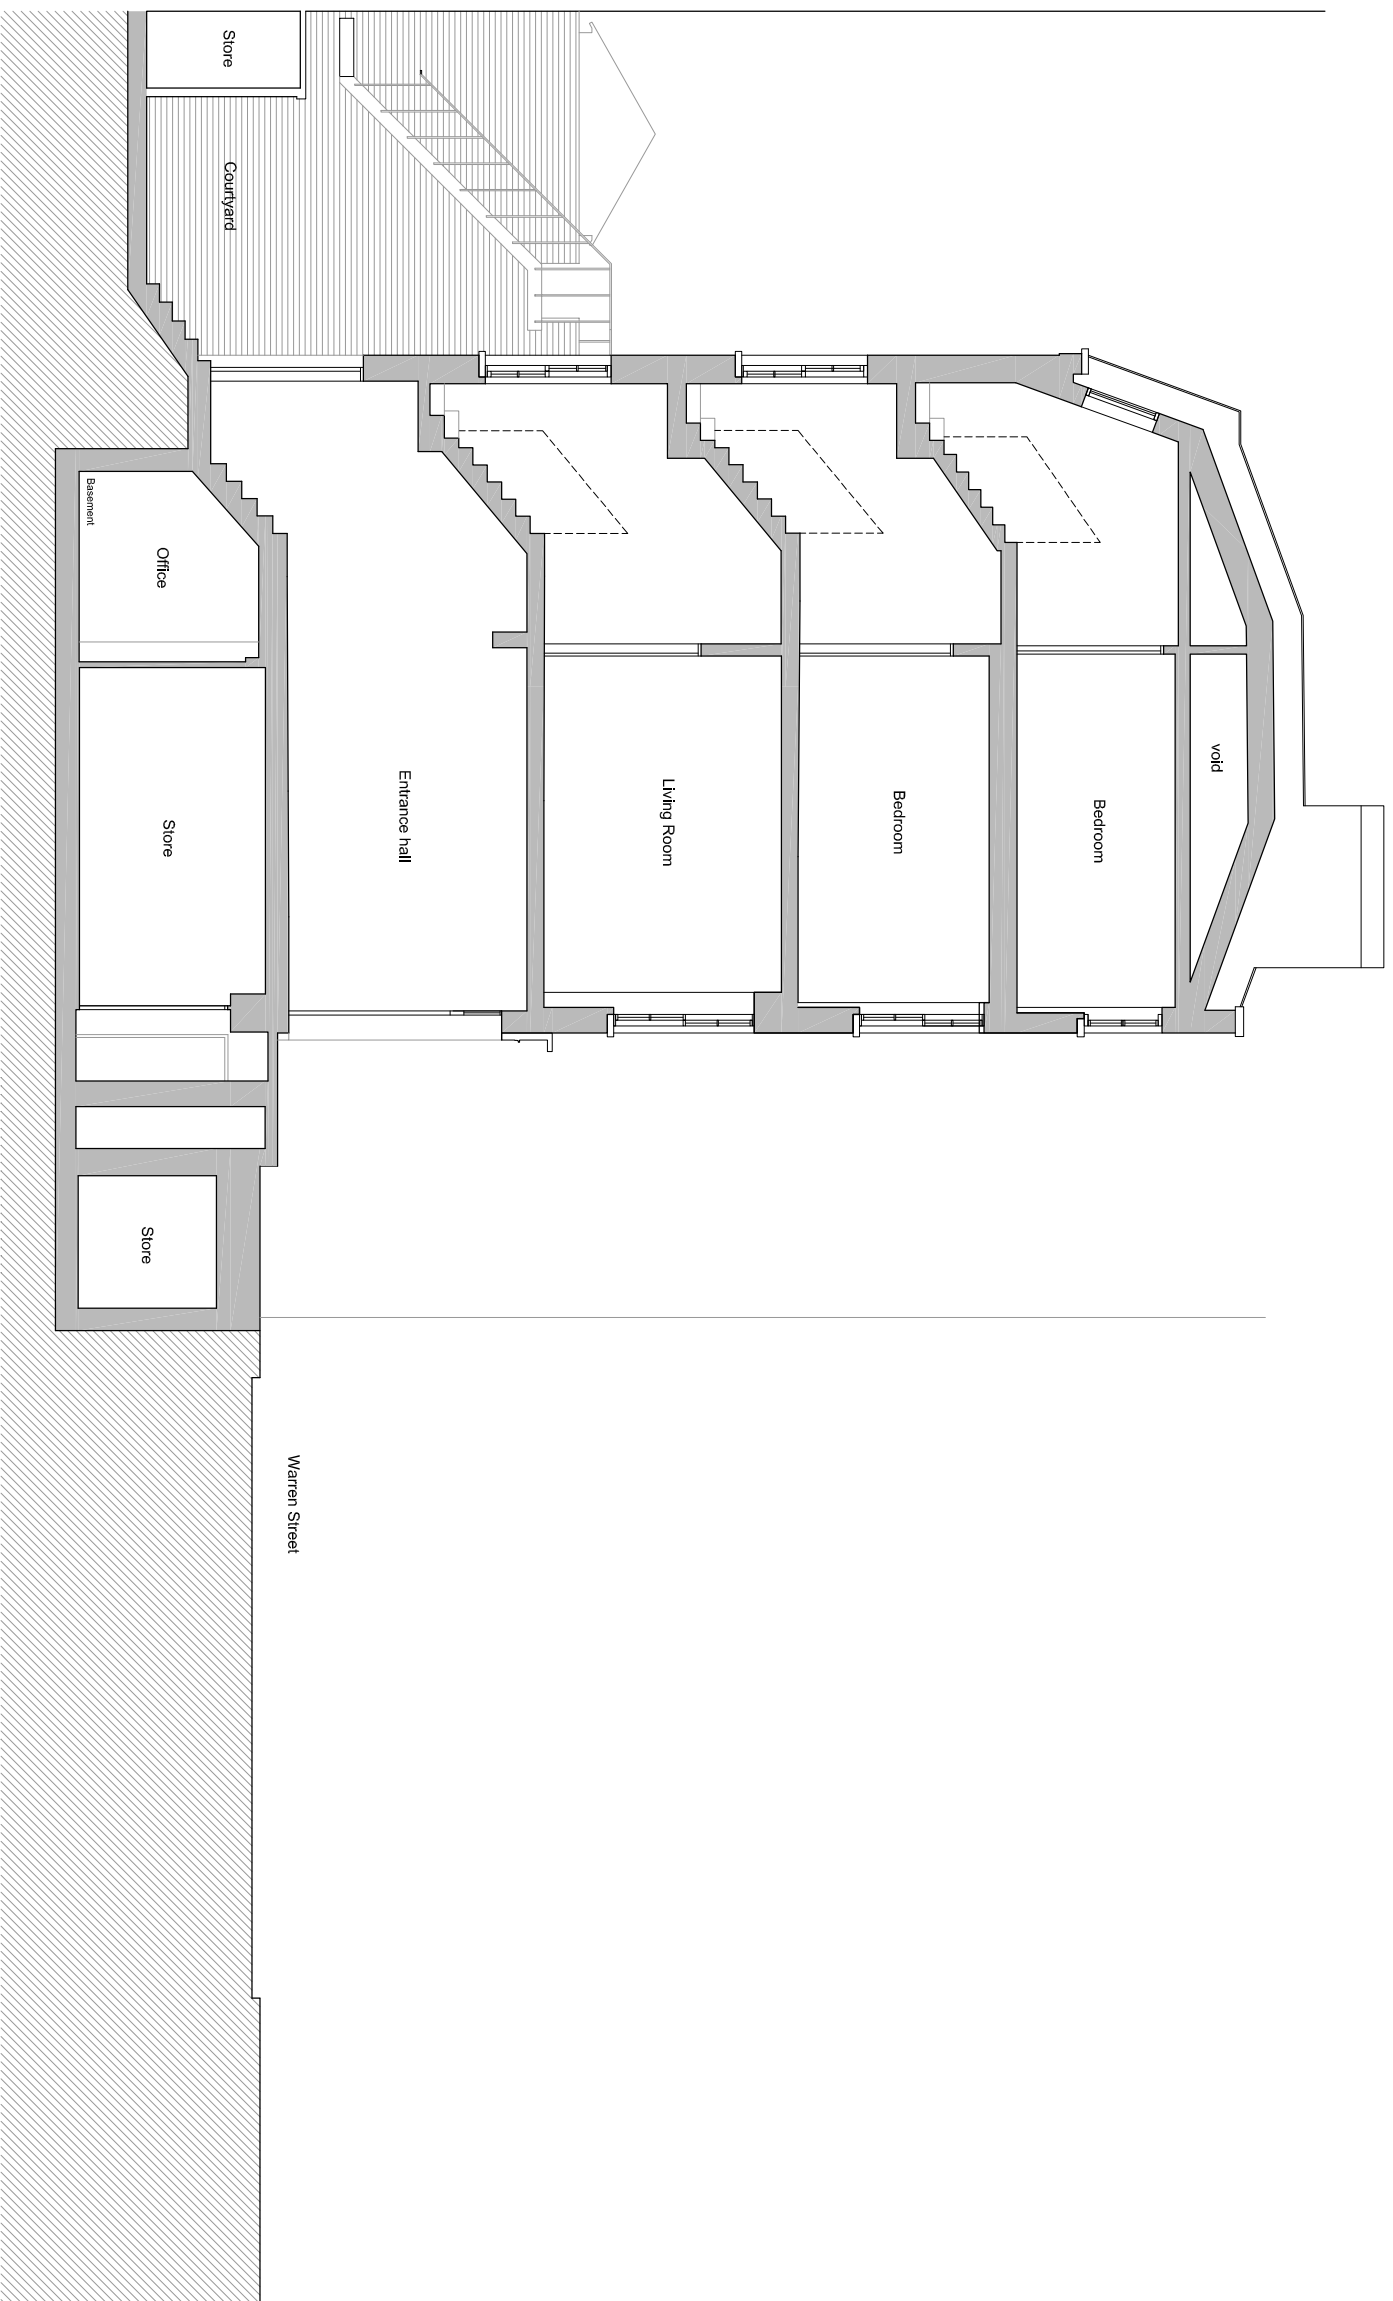 void
Bedroom
Bedroom
Living Room
Entrance hall
Warren Street
Store
Courtyard
Office
Basement
Store
Store